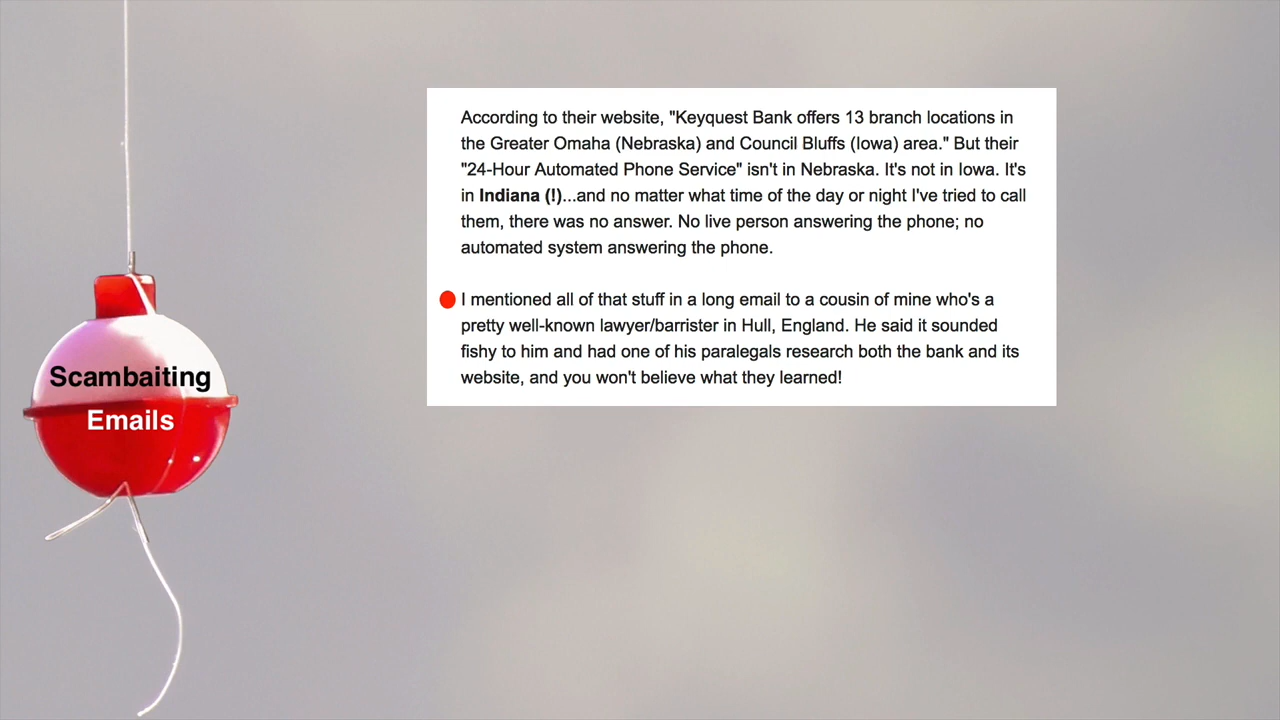 Scambaiting
Emails
According to their website, "Keyquest Bank offers 13 branch locations in
the Greater Omaha (Nebraska) and Council Bluffs (Iowa) area." But their
"24-Hour Automated Phone Service" isn't in Nebraska. It's not in Iowa. It's
in Indiana (!)...and no matter what time of the day or night I've tried to call
them, there was no answer. No live person answering the phone; no
automated system answering the phone.
I mentioned all of that stuff in a long email to a cousin of mine who's a
pretty well-known lawyer/barrister in Hull, England. He said it sounded
fishy to him and had one of his paralegals research both the bank and its
website, and you won't believe what they learned!